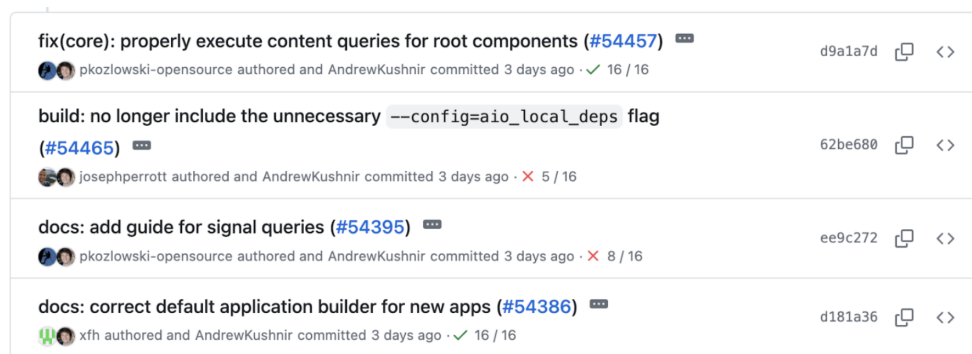 fix(core): properly execute content queries for root components (#54457)
pkozlowski-opensource authored and AndrewKushnir committed 3 days ago · 16 / 16
d9a1a7d
build: no longer include the unnecessary --config=aio_local_deps flag
(#54465)
josephperrott authored and AndrewKushnir committed 3 days ago · 5 / 16
62be680
docs: add guide for signal queries (#54395)
pkozlowski-opensource authored and AndrewKushnir committed 3 days ago · 8 / 16
ee9c272
docs: correct default application builder for new apps (#54386)
xfh authored and AndrewKushnir committed 3 days ago · 16 / 16
d181a36